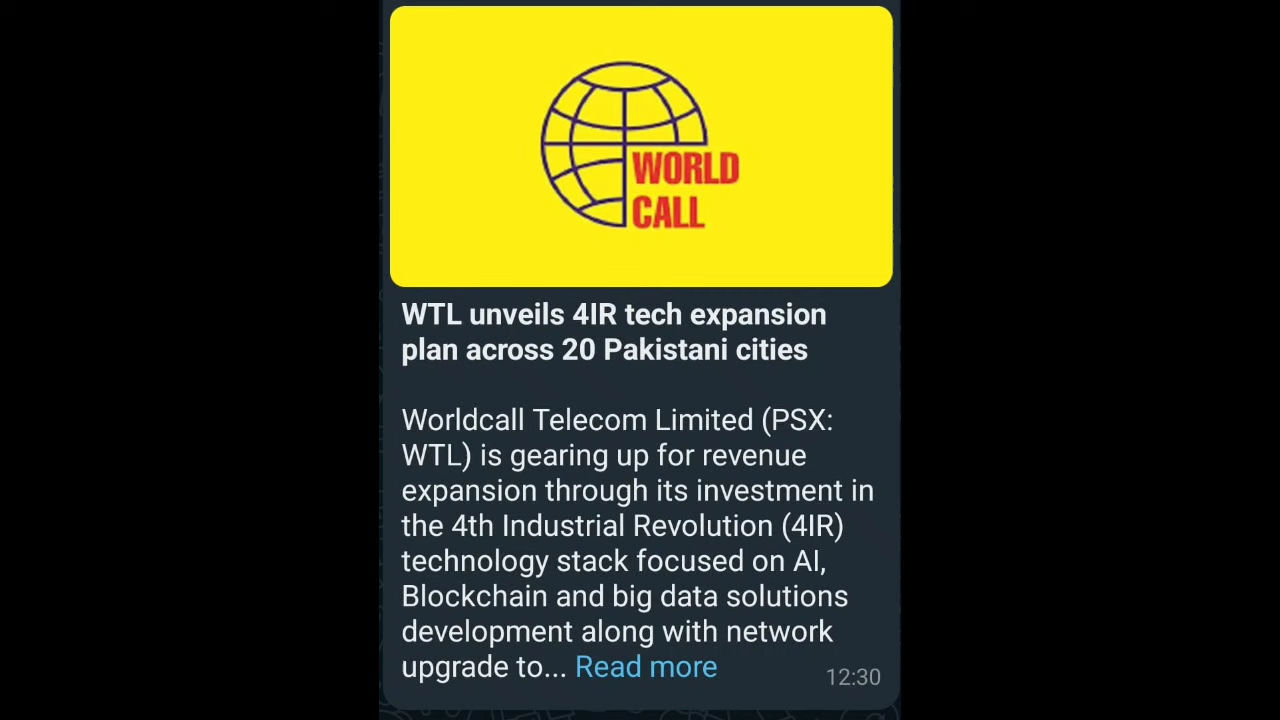 WORLD
CALL
WTL unveils 4IR tech expansion
plan across 20 Pakistani cities
Worldcall Telecom Limited (PSX:
WTL) is gearing up for revenue
expansion through its investment in
the 4th Industrial Revolution (4IR)
technology stack focused on AI,
Blockchain and big data solutions
development along with network
upgrade to... Read more
12:30